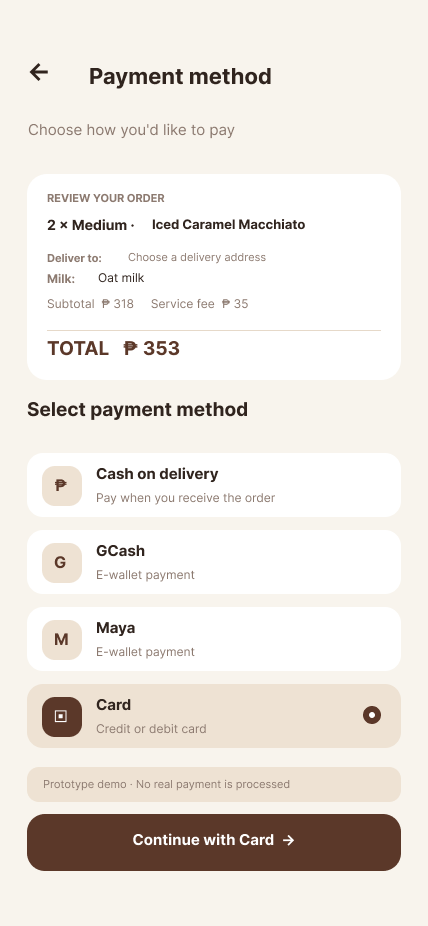 ← Payment method
Choose how you'd like to pay
REVIEW YOUR ORDER
2 × Medium · Iced Caramel Macchiato
Deliver to: Choose a delivery address
Milk: Oat milk
Subtotal ₱ 318 Service fee ₱ 35
TOTAL ₱ 353
Select payment method
₱
Cash on delivery
Pay when you receive the order
G
GCash
E-wallet payment
M
Maya
E-wallet payment
Card
Credit or debit card
Prototype demo · No real payment is processed
Continue with Card →